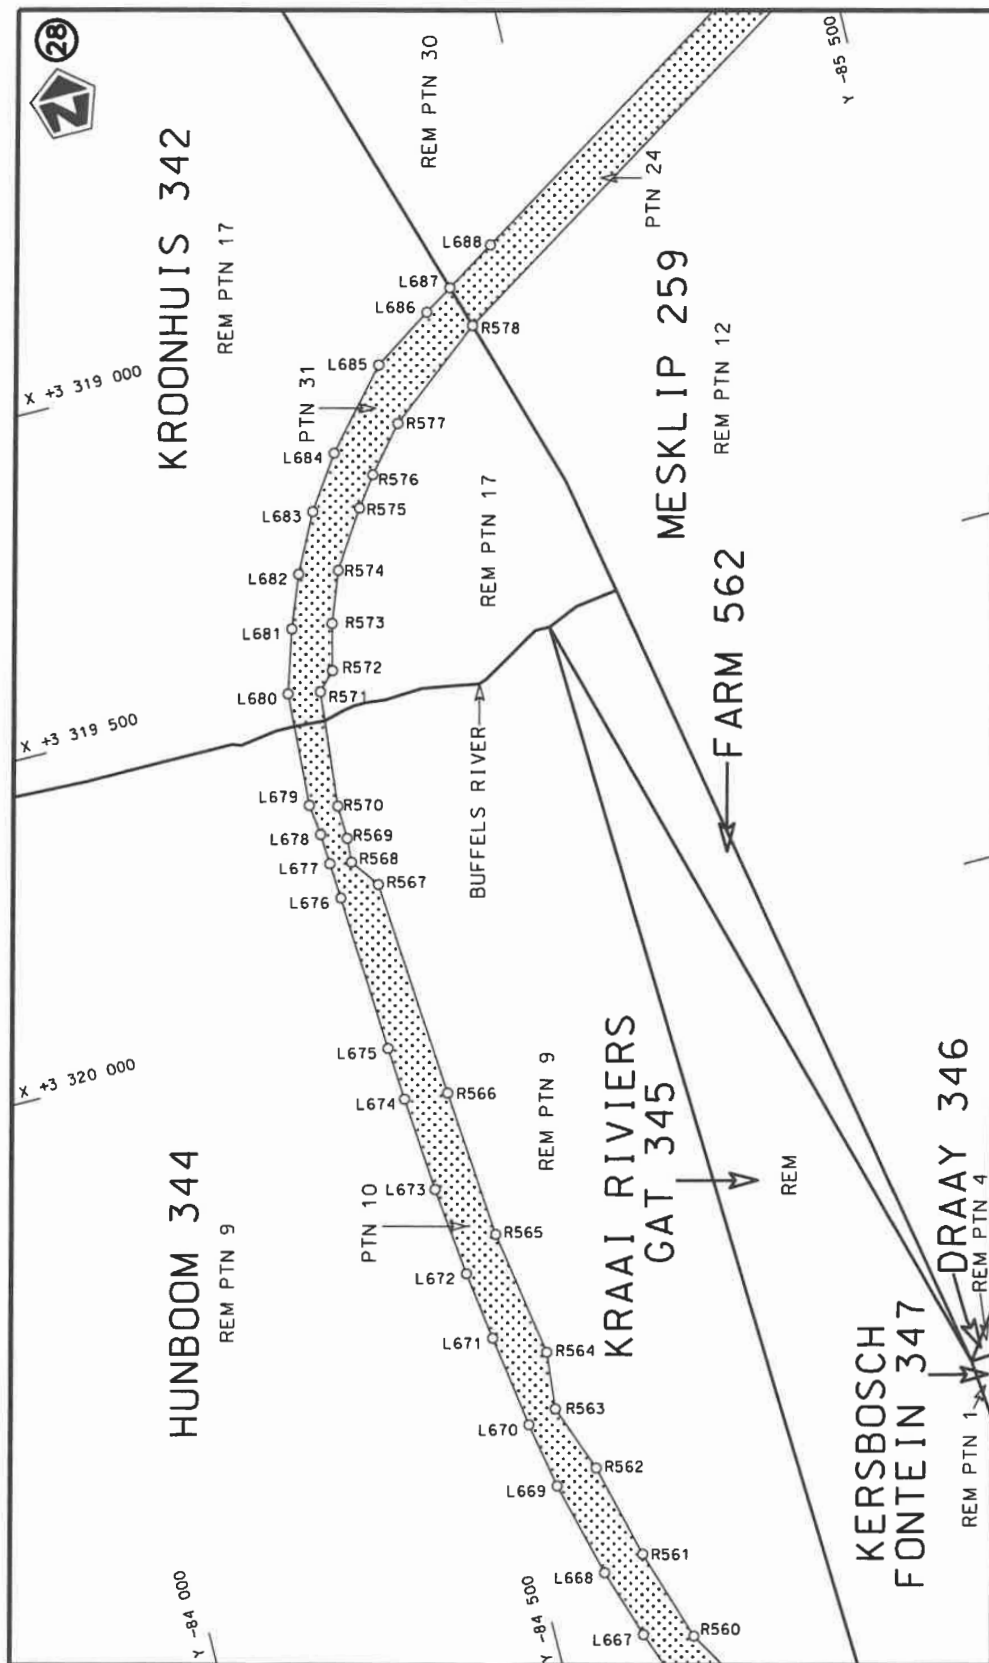 28
N
KROONHUIS 342
REM PTN 17
REM PTN 30
Y -85 500
X +3 319 000
PTN 31
PTN 24
L688
L687
L686
L685
L684
L683
L682
L681
L680
R578
R577
R576
R575
R574
R573
R572
R571
MESKLIP 259
REM PTN 12
REM PTN 17
FARM 562
X +3 319 500
BUFFELS RIVER
L679
L678
L677
L676
R570
R569
R568
R567
X +3 320 000
L675
L674
L673
L672
L671
L670
L669
L668
L667
R566
R565
R564
R563
R562
R561
R560
HUNBOOM 344
REM PTN 9
PTN 10
REM PTN 9
KRAAI RIVIERS
GAT 345
REM
DRAAY 346
REM PTN 4
KERSBOSCH
FONTEIN 347
REM PTN 1
Y -84 000
Y -84 500